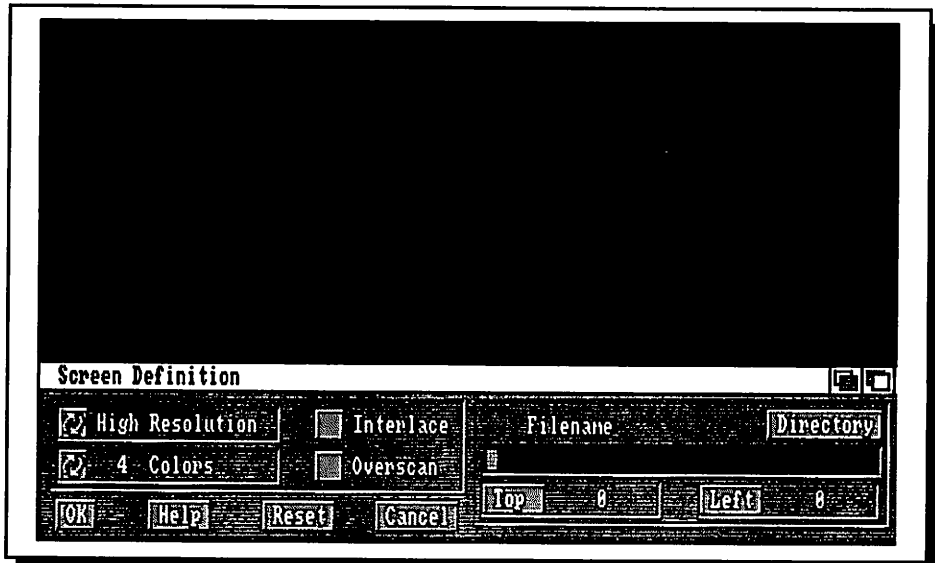 Screen Definition
High Resolution
Interlace
Filename
Directory
4 Colors
Overscan
Top 0
Left 0
OK
Help
Reset
Cancel